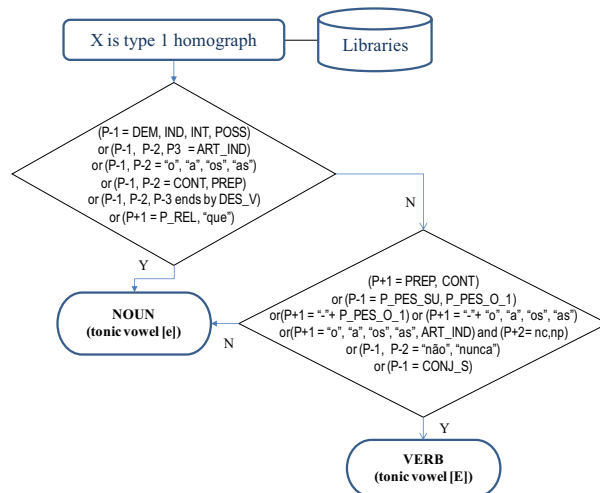 X is type 1 homograph
Libraries
(P-1 = DEM, IND, INT, POSS)
or (P-1, P-2, P3 = ART_IND)
or (P-1, P-2 = “o”, “a”, “os”, “as”)
or (P-1, P-2 = CONT, PREP)
or (P-1, P-2, P-3 ends by DES_V)
or (P+1 = P_REL, “que”)
N
Y
(P+1 = PREP, CONT)
or (P-1 = P_PES_SU, P_PES_O_1)
or(P+1 = “-”+ P_PES_O_1) or (P+1 = “-”+ “o”, “a”, “os”, “as”)
or(P+1 = “o”, “a”, “os”, “as”, ART_IND) and (P+2= nc,np)
or (P-1, P-2 = “não”, “nunca”)
or (P-1 = CONJ_S)
NOUN
(tonic vowel [e])
N
Y
VERB
(tonic vowel [E])